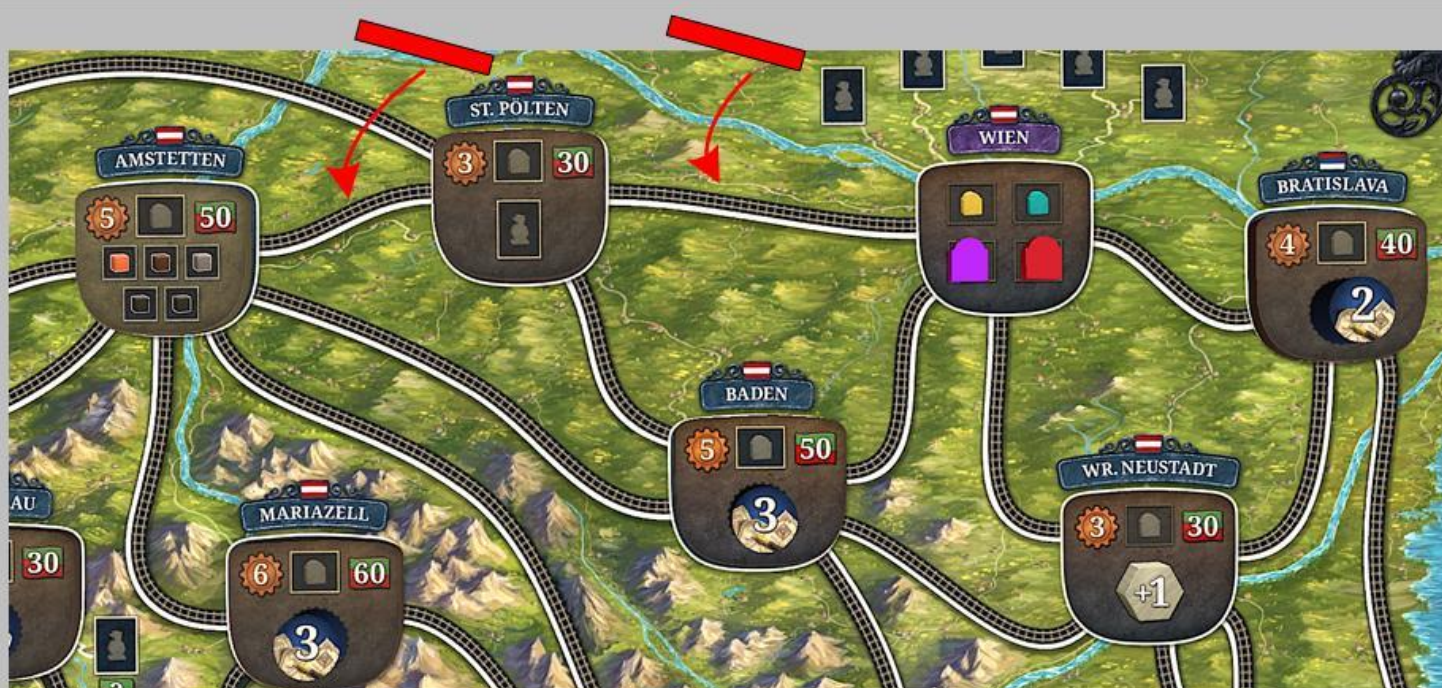 ST. PÖLTEN
3 30
WIEN
AMSTETTEN
5 50
BRATISLAVA
4 40
2
BADEN
5 50
3
WR. NEUSTADT
3 30
+1
AU
30
MARIAZELL
6 60
3